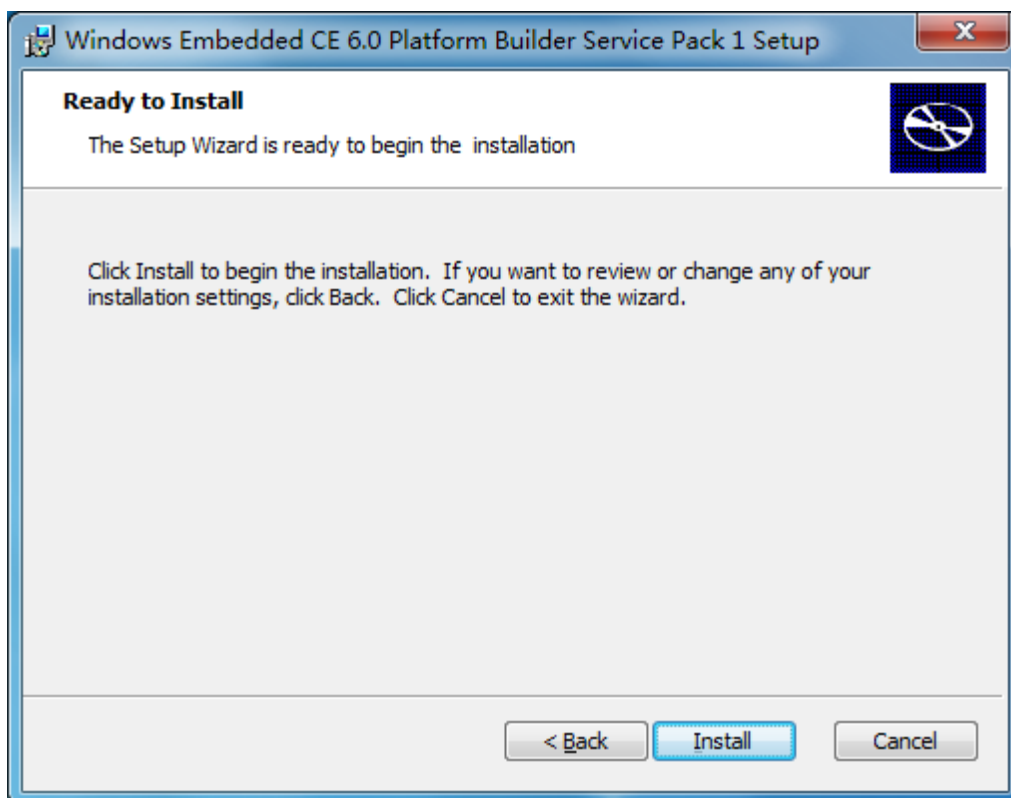 Windows Embedded CE 6.0 Platform Builder Service Pack 1 Setup
Ready to Install
The Setup Wizard is ready to begin the  installation
Click Install to begin the installation.  If you want to review or change any of your
installation settings, click Back.  Click Cancel to exit the wizard.
< Back
Install
Cancel